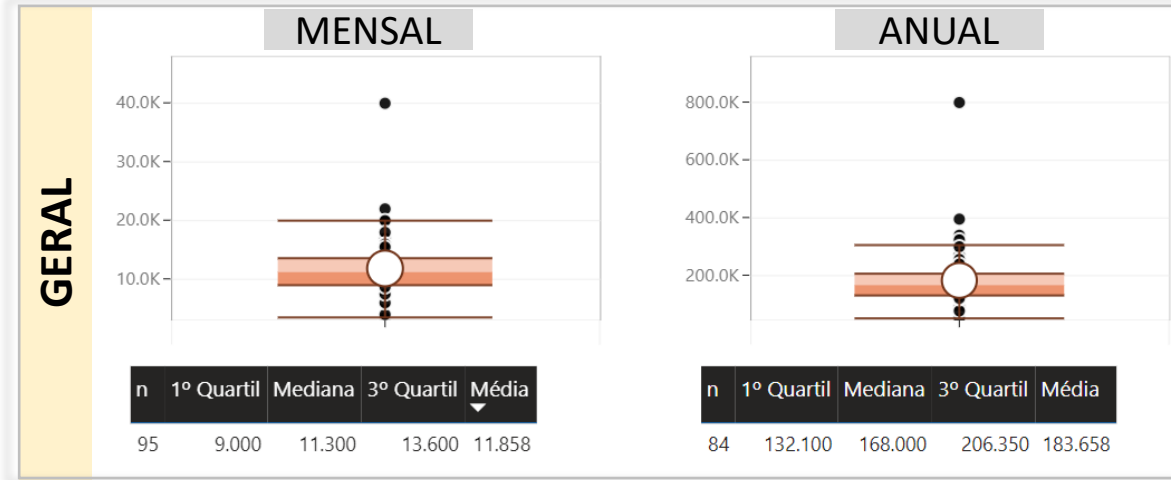 GERAL
MENSAL
40.0K
30.0K
20.0K
10.0K
n 1º Quartil Mediana 3º Quartil Média
95 9.000 11.300 13.600 11.858
ANUAL
800.0K
600.0K
400.0K
200.0K
n 1º Quartil Mediana 3º Quartil Média
84 132.100 168.000 206.350 183.658